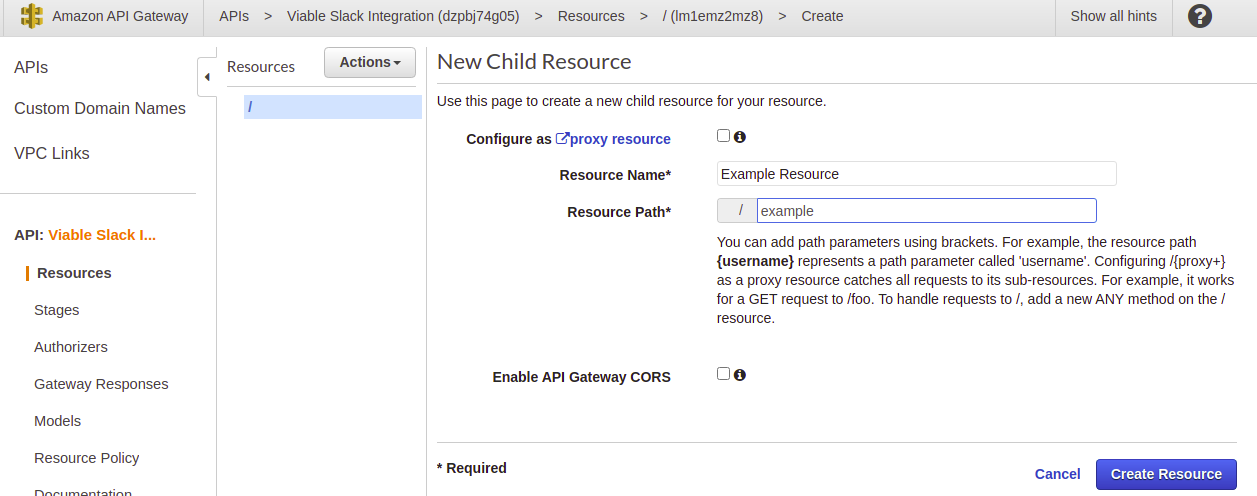 Amazon API Gateway
APIs > Viable Slack Integration (dzpbj74g05) > Resources > / (lm1emz2mz8) > Create
Show all hints
?
APIs
Custom Domain Names
VPC Links
API: Viable Slack I...
Resources
Stages
Authorizers
Gateway Responses
Models
Resource Policy
Documentation
Resources
Actions
/
New Child Resource
Use this page to create a new child resource for your resource.
Configure as proxy resource
Resource Name* Example Resource
Resource Path* / example
You can add path parameters using brackets. For example, the resource path
{username} represents a path parameter called 'username'. Configuring /{proxy+}
as a proxy resource catches all requests to its sub-resources. For example, it works
for a GET request to /foo. To handle requests to /, add a new ANY method on the /
resource.
Enable API Gateway CORS
* Required
Cancel
Create Resource